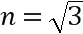 n = √3